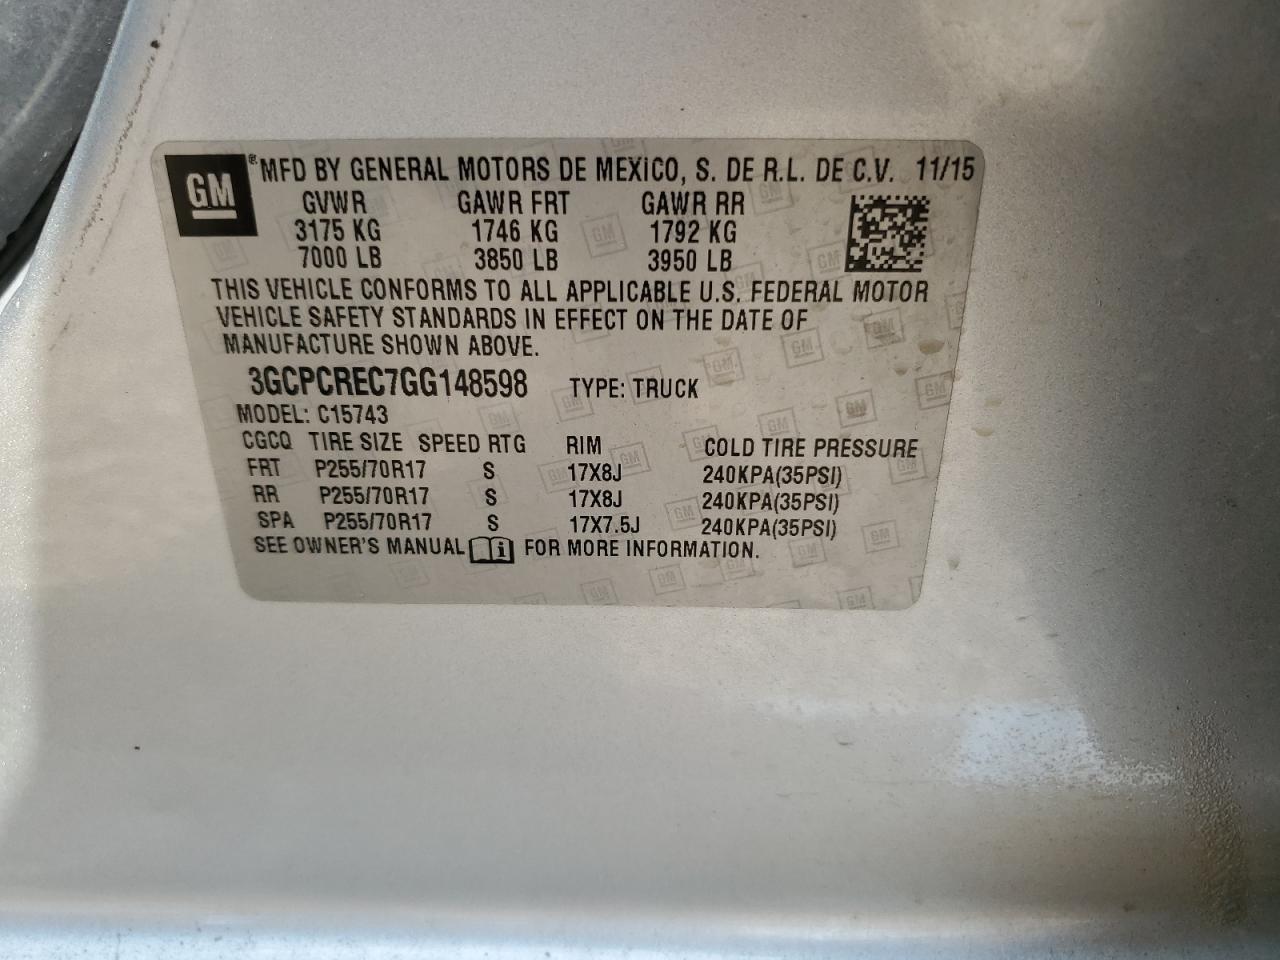 GM ® MFD BY GENERAL MOTORS DE MEXICO, S. DE R.L. DE C.V. 11/15
GVWR GAWR FRT GAWR RR
3175 KG 1746 KG 1792 KG
7000 LB 3850 LB 3950 LB
THIS VEHICLE CONFORMS TO ALL APPLICABLE U.S. FEDERAL MOTOR
VEHICLE SAFETY STANDARDS IN EFFECT ON THE DATE OF
MANUFACTURE SHOWN ABOVE.
3GCPCREC7GG148598 TYPE: TRUCK
MODEL: C15743
CGCQ TIRE SIZE SPEED RTG RIM COLD TIRE PRESSURE
FRT P255/70R17 S 17X8J 240KPA(35PSI)
RR P255/70R17 S 17X8J 240KPA(35PSI)
SPA P255/70R17 S 17X7.5J 240KPA(35PSI)
SEE OWNER'S MANUAL i FOR MORE INFORMATION.